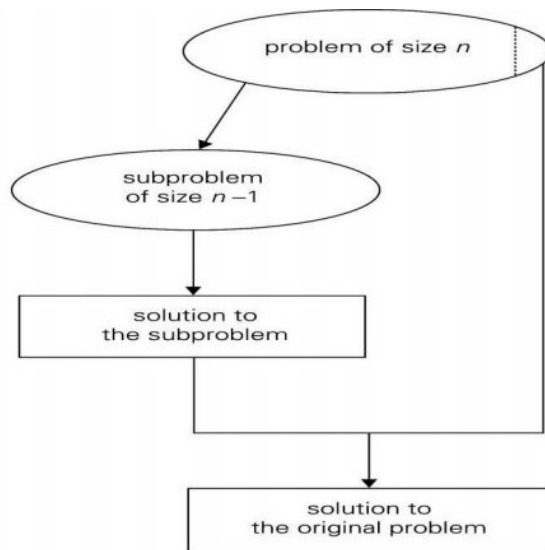 problem of size n
subproblem
of size n–1
solution to
the subproblem
solution to
the original problem